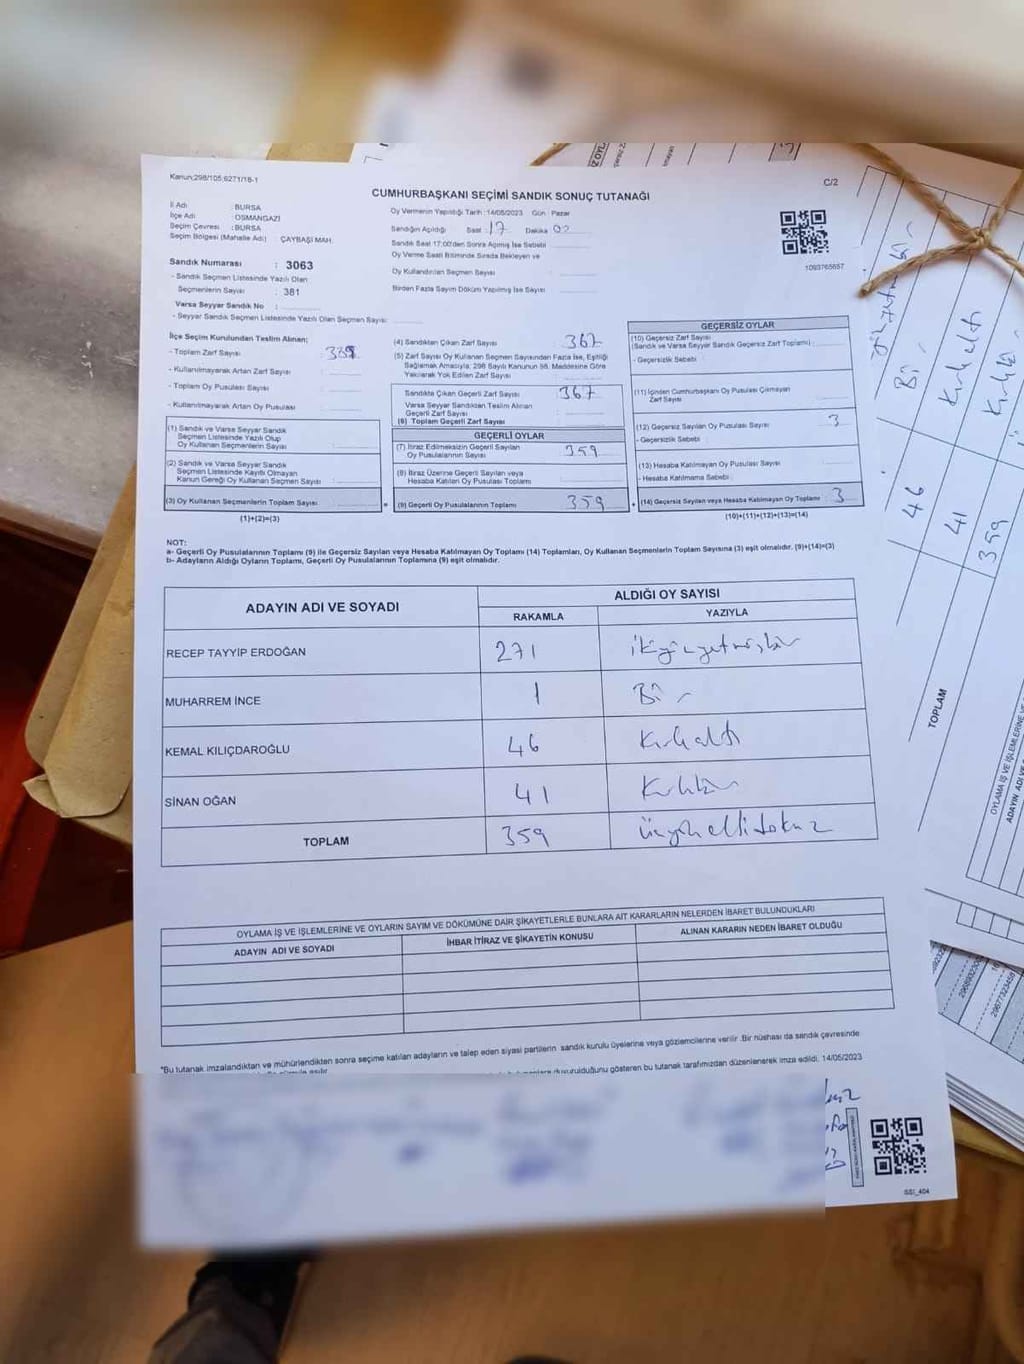 Kanun:298/105;6271/18-1
C/2
CUMHURBAŞKANI SEÇİMİ SANDIK SONUÇ TUTANAĞI
İl Adı : BURSA
İlçe Adı : OSMANGAZİ
Seçim Çevresi : BURSA
Seçim Bölgesi (Mahalle Adı) : ÇAYBAŞI MAH.
Sandık Numarası : 3063
- Sandık Seçmen Listesinde Yazılı Olan
Seçmenlerin Sayısı : 381
Varsa Seyyar Sandık No :
- Seyyar Sandık Seçmen Listesinde Yazılı Olan Seçmen Sayısı:
Oy Vermenin Yapıldığı Tarih :14/05/2023 Gün : Pazar
Sandığın Açıldığı Saat : 17 Dakika 02
Sandık Saat 17:00'den Sonra Açılmış İse Sebebi :
Oy Verme Saati Bitiminde Sırada Bekleyen ve
Oy Kullandırılan Seçmen Sayısı :
Birden Fazla Sayım Döküm Yapılmış İse Sayısı :
1093765657
İlçe Seçim Kurulundan Teslim Alınan;
- Toplam Zarf Sayısı :
- Kullanılmayarak Artan Zarf Sayısı :
- Toplam Oy Pusulası Sayısı :
- Kullanılmayarak Artan Oy Pusulası :
(1) Sandık ve Varsa Seyyar Sandık
Seçmen Listesinde Yazılı Olup
Oy Kullanan Seçmenlerin Sayısı :
(2) Sandık ve Varsa Seyyar Sandık
Seçmen Listesinde Kayıtlı Olmayan
Kanun Gereği Oy Kullanan Seçmen Sayısı :
(3) Oy Kullanan Seçmenlerin Toplam Sayısı :
(1)+(2)=(3)
(4) Sandıktan Çıkan Zarf Sayısı : 362
(5) Zarf Sayısı Oy Kullanan Seçmen Sayısından Fazla İse, Eşitliği
Sağlamak Amacıyla; 298 Sayılı Kanunun 98. Maddesine Göre
Yakılarak Yok Edilen Zarf Sayısı :
Sandıkta Çıkan Geçerli Zarf Sayısı : 362
Varsa Seyyar Sandıktan Teslim Alınan
Geçerli Zarf Sayısı :
(6) Toplam Geçerli Zarf Sayısı :
GEÇERLİ OYLAR
(7) İtiraz Edilmeksizin Geçerli Sayılan
Oy Pusulalarının Sayısı : 359
(8) İtiraz Üzerine Geçerli Sayılan veya
Hesaba Katılan Oy Pusulası Toplamı :
(9) Geçerli Oy Pusulalarının Toplamı : 359
GEÇERSİZ OYLAR
(10) Geçersiz Zarf Sayısı
(Sandık ve Varsa Seyyar Sandık Geçersiz Zarf Toplamı) :
- Geçersizlik Sebebi :
(11) İçinden Cumhurbaşkanı Oy Pusulası Çıkmayan
Zarf Sayısı :
(12) Geçersiz Sayılan Oy Pusulası Sayısı : 3
- Geçersizlik Sebebi :
(13) Hesaba Katılmayan Oy Pusulası Sayısı :
- Hesaba Katılmama Sebebi :
(14) Geçersiz Sayılan veya Hesaba Katılmayan Oy Toplamı : 3
(10)+(11)+(12)+(13)=(14)
NOT:
a- Geçerli Oy Pusulalarının Toplamı (9) ile Geçersiz Sayılan veya Hesaba Katılmayan Oy Toplamı (14) Toplamları, Oy Kullanan Seçmenlerin Toplam Sayısına (3) eşit olmalıdır. (9)+(14)=(3)
b- Adayların Aldığı Oyların Toplamı, Geçerli Oy Pusulalarının Toplamına (9) eşit olmalıdır.
ADAYIN ADI VE SOYADI
ALDIĞI OY SAYISI
RAKAMLA YAZIYLA
RECEP TAYYİP ERDOĞAN 271 ikiyüzyetmişbir
MUHARREM İNCE 1 Bir
KEMAL KILIÇDAROĞLU 46 Kırkaltı
SİNAN OĞAN 41 Kırkbir
TOPLAM 359 üçyüzellidokuz
OYLAMA İŞ VE İŞLEMLERİNE VE OYLARIN SAYIM VE DÖKÜMÜNE DAİR ŞİKAYETLERLE BUNLARA AİT KARARLARIN NELERDEN İBARET BULUNDUKLARI
ADAYIN ADI VE SOYADI İHBAR İTİRAZ VE ŞİKAYETİN KONUSU ALINAN KARARIN NEDEN İBARET OLDUĞU
"Bu tutanak imzalandıktan ve mühürlendikten sonra seçime katılan adayların ve talep eden siyasi partilerin sandık kurulu üyelerine veya gözlemcilerine verilir .Bir nüshası da sandık çevresinde
duyurulduğunu gösteren bu tutanak tarafımızdan düzenlenerek imza edildi. 14/05/2023
SSI_404
Bir
Kırkaltı
Kırkbir
46
41
359
TOPLAM
OYLAMA İŞ VE İŞLEMLERİNE